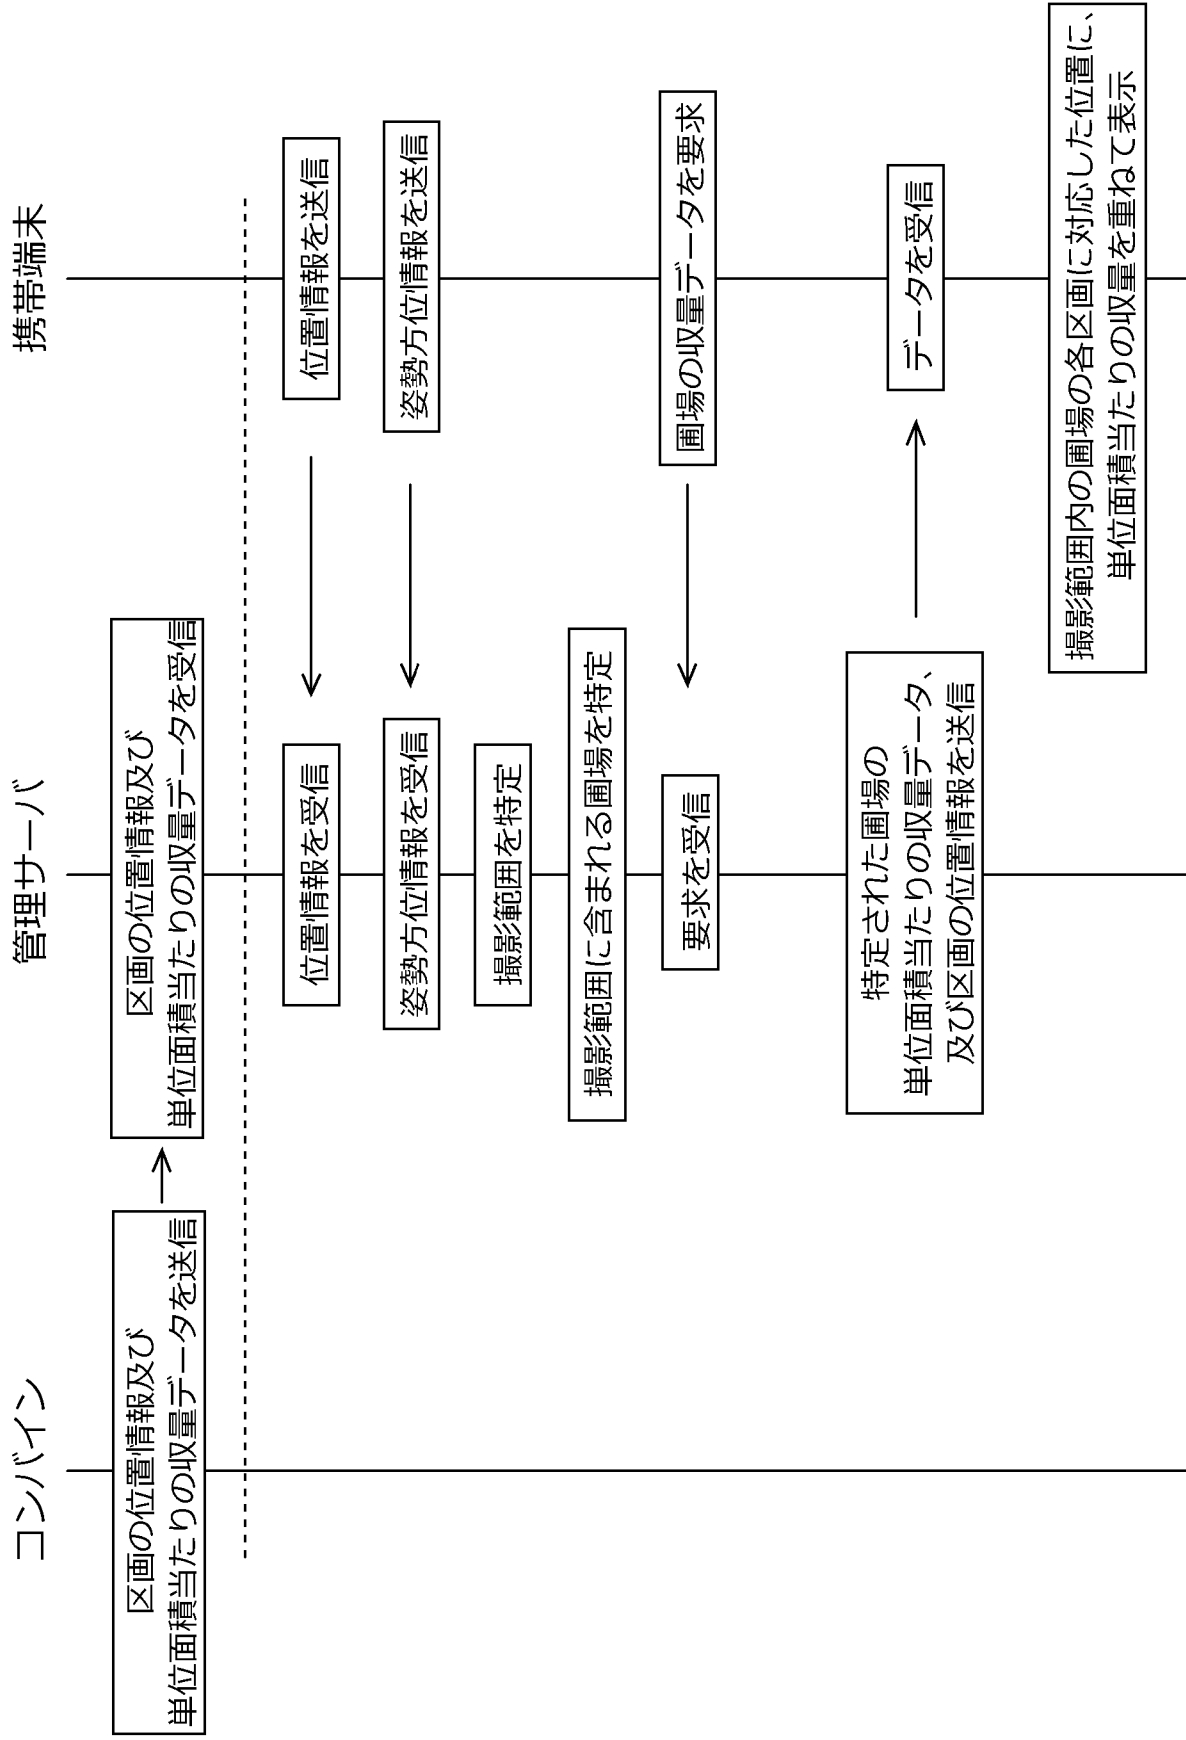 コンバイン
管理サーバ
携帯端末
区画の位置情報及び
単位面積当たりの収量データを送信
区画の位置情報及び
単位面積当たりの収量データを受信
位置情報を送信
位置情報を受信
姿勢方位情報を送信
姿勢方位情報を受信
撮影範囲を特定
撮影範囲に含まれる圃場を特定
圃場の収量データを要求
要求を受信
特定された圃場の
単位面積当たりの収量データ、
及び区画の位置情報を送信
データを受信
撮影範囲内の圃場の各区画に対応した位置に、
単位面積当たりの収量を重ねて表示